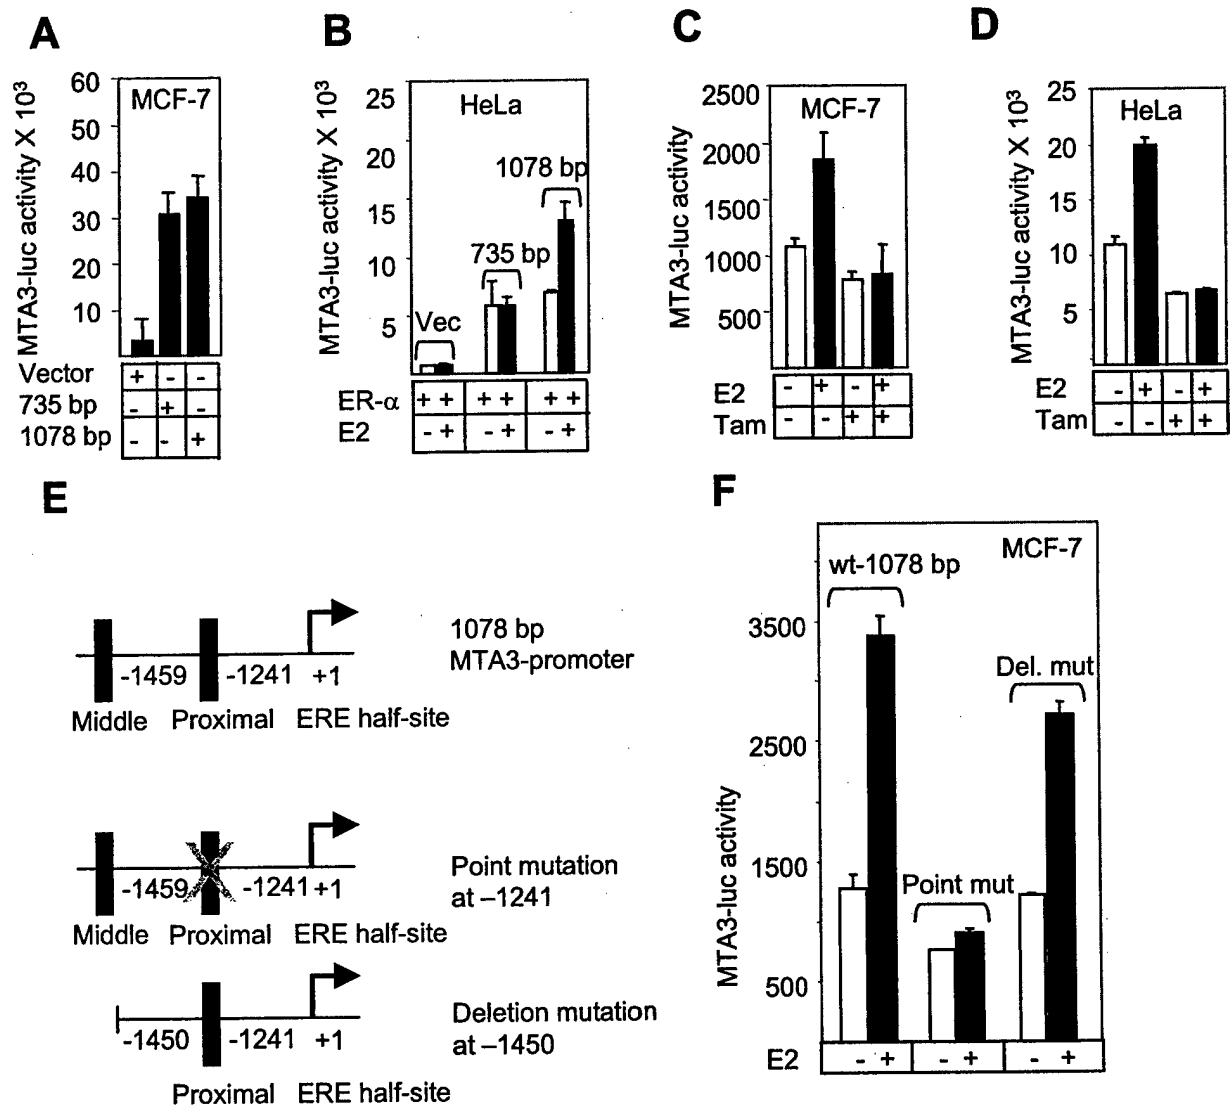 A
MTA3-luc activity X 10³
60
50
40
30
20
10
MCF-7
Vector + - -
735 bp - + -
1078 bp - - +
B
MTA3-luc activity X 10³
25
20
15
10
5
HeLa
1078 bp
735 bp
Vec
ER-α + + + + + +
E2 - + - + - +
C
MTA3-luc activity
2500
2000
1500
1000
500
MCF-7
E2 - + - +
Tam - - + +
D
MTA3-luc activity X 10³
25
20
15
10
5
HeLa
E2 - + - +
Tam - - + +
E
-1459 -1241 +1
Middle Proximal ERE half-site
1078 bp
MTA3-promoter
-1459 -1241 +1
Middle Proximal ERE half-site
Point mutation
at –1241
-1450 -1241 +1
Proximal ERE half-site
Deletion mutation
at –1450
F
MTA3-luc activity
3500
2500
1500
500
MCF-7
wt-1078 bp
Point mut
Del. mut
E2 - + - + - +